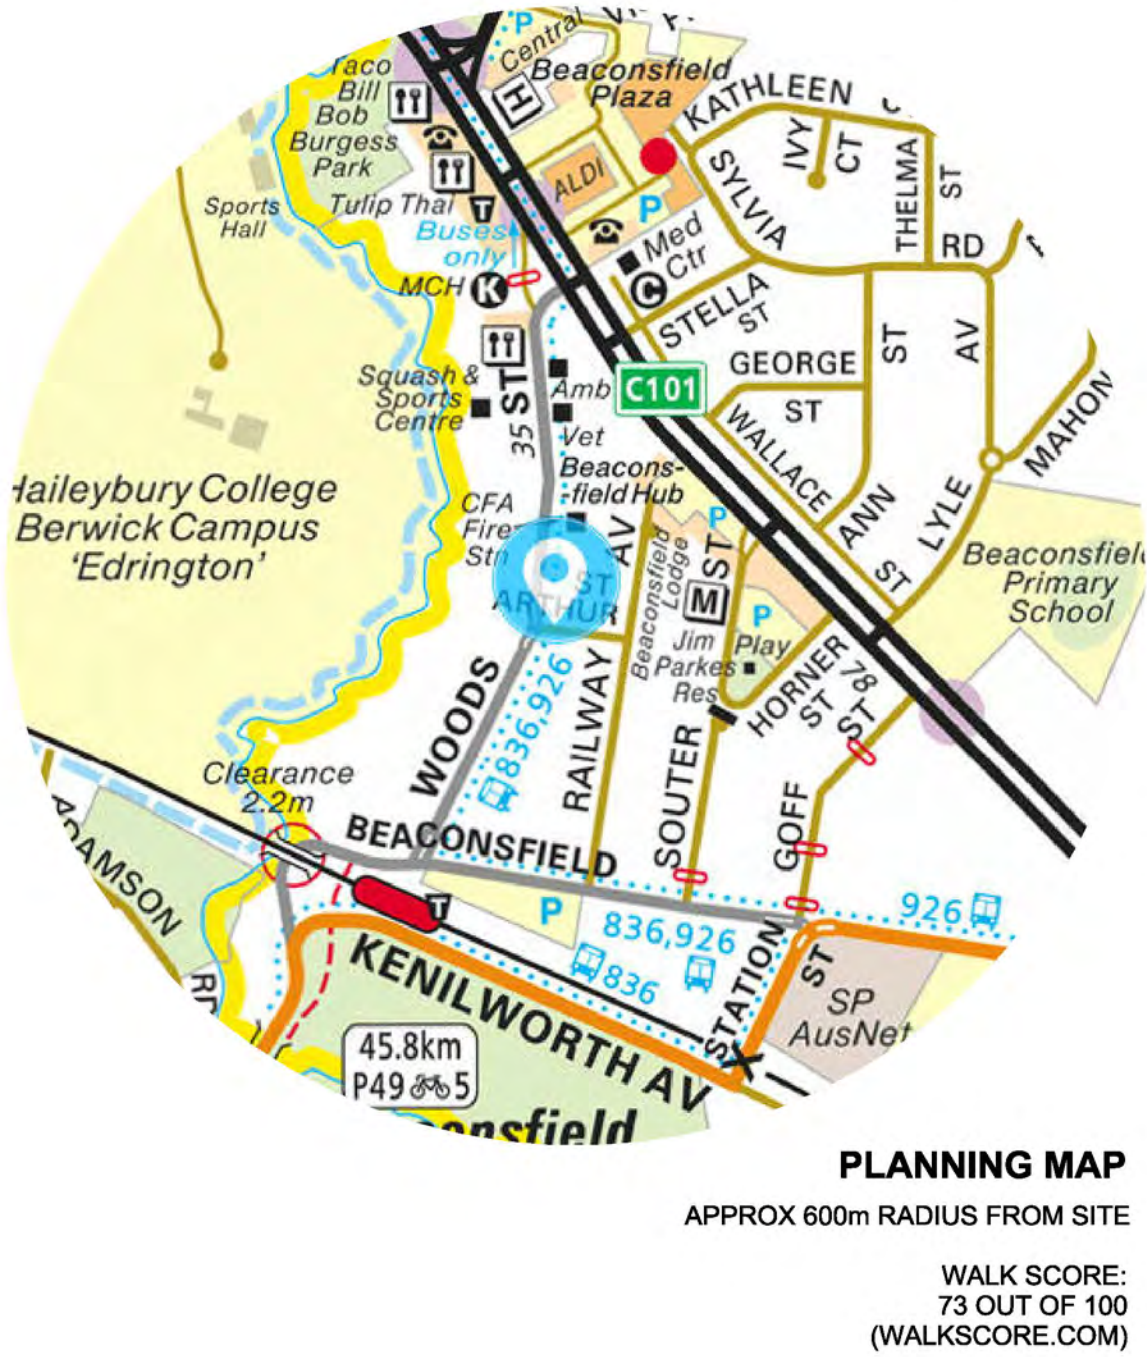 P
Central
Taco
Bill
Bob
Burgess
Park
H
Beaconsfield
Plaza
KATHLEEN
IVY
CT
THELMA
ST
SYLVIA
RD
ALDI
P
Sports
Hall
Tulip Thai
T
Buses
only
MCH
K
Med
Ctr
C
STELLA
ST
GEORGE
ST
ST
AV
MAHON
C101
Squash &
Sports
Centre
35
ST
Amb
Vet
Beacons-
-field Hub
WALLACE
ANN
ST
LYLE
Haileybury College
Berwick Campus
'Edrington'
CFA
Fire
Stn
AV
ST
ARTHUR
Beaconsfield
Lodge
P
ST
M
P
Jim
Parkes
Res
Play
HORNER
ST
78
ST
Beaconsfiel
Primary
School
WOODS
836,926
RAILWAY
SOUTER
GOFF
Clearance
2.2m
BEACONSFIELD
ADAMSON
RD
T
P
836,926
836
926
STATION
ST
SP
AusNet
KENILWORTH AV
45.8km
P49 5
ensfield
PLANNING MAP
APPROX 600m RADIUS FROM SITE
WALK SCORE:
73 OUT OF 100
(WALKSCORE.COM)